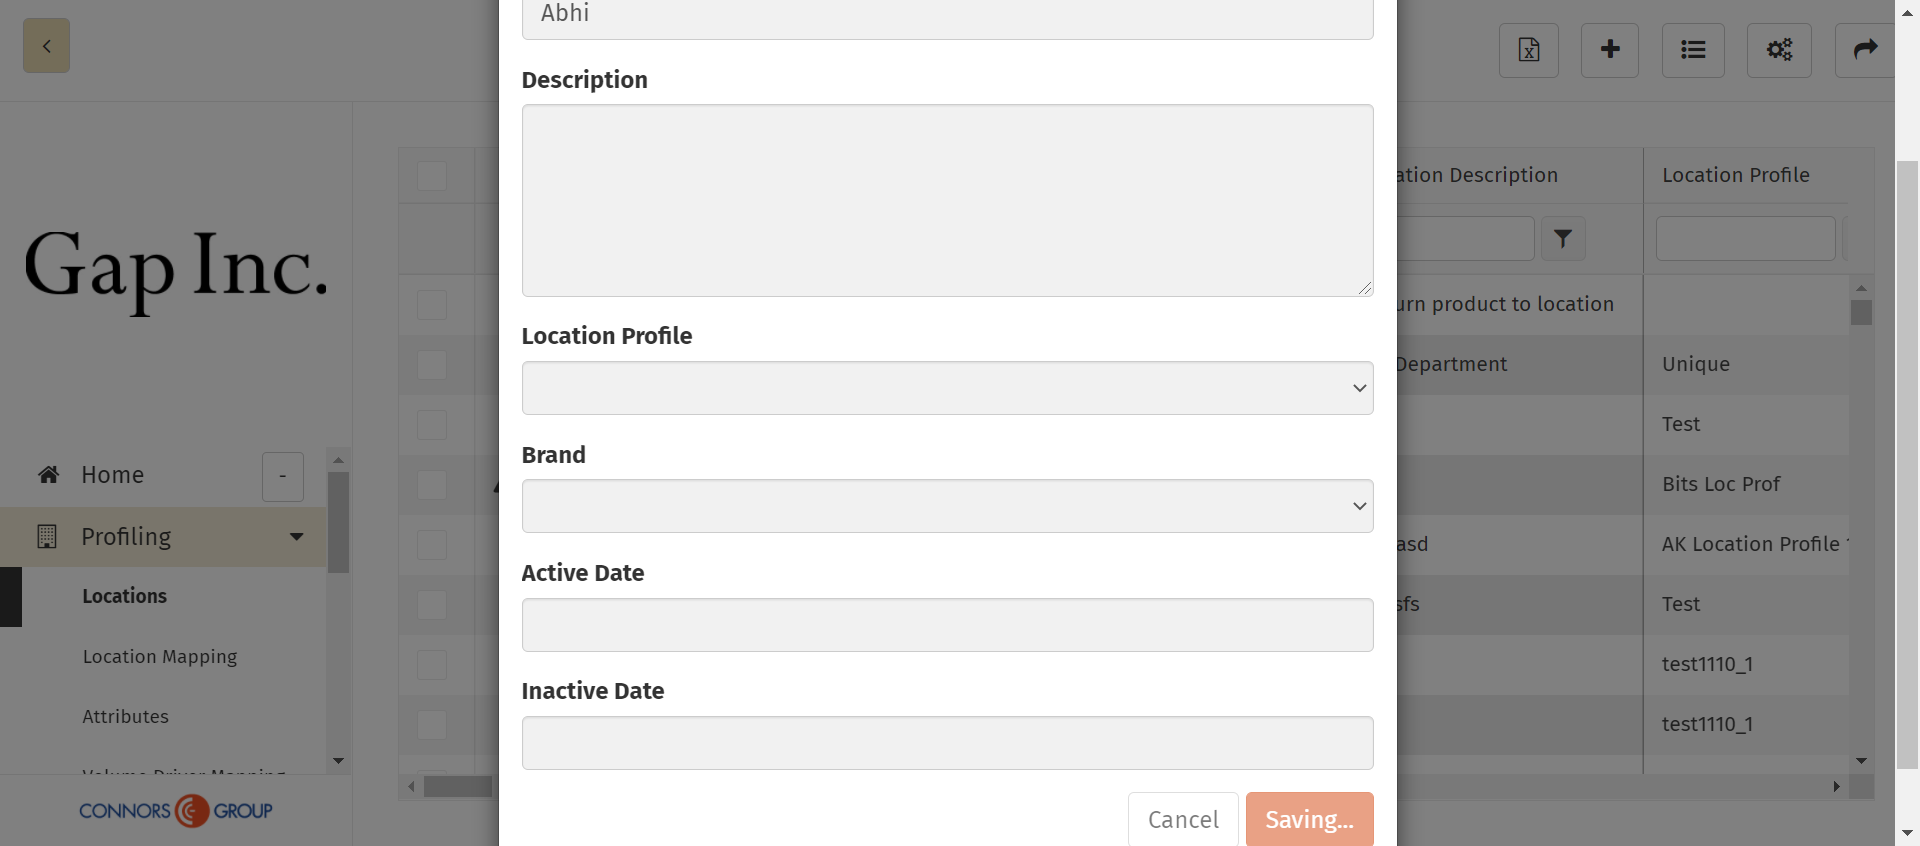 Abhi
Description
Location Profile
Brand
Active Date
Inactive Date
Cancel
Saving...
Gap Inc.
Home
-
Profiling
Locations
Location Mapping
Attributes
CONNORS GROUP
ation Description
Location Profile
urn product to location
Department
Unique
Test
Bits Loc Prof
asd
AK Location Profile
sfs
Test
test1110_1
test1110_1